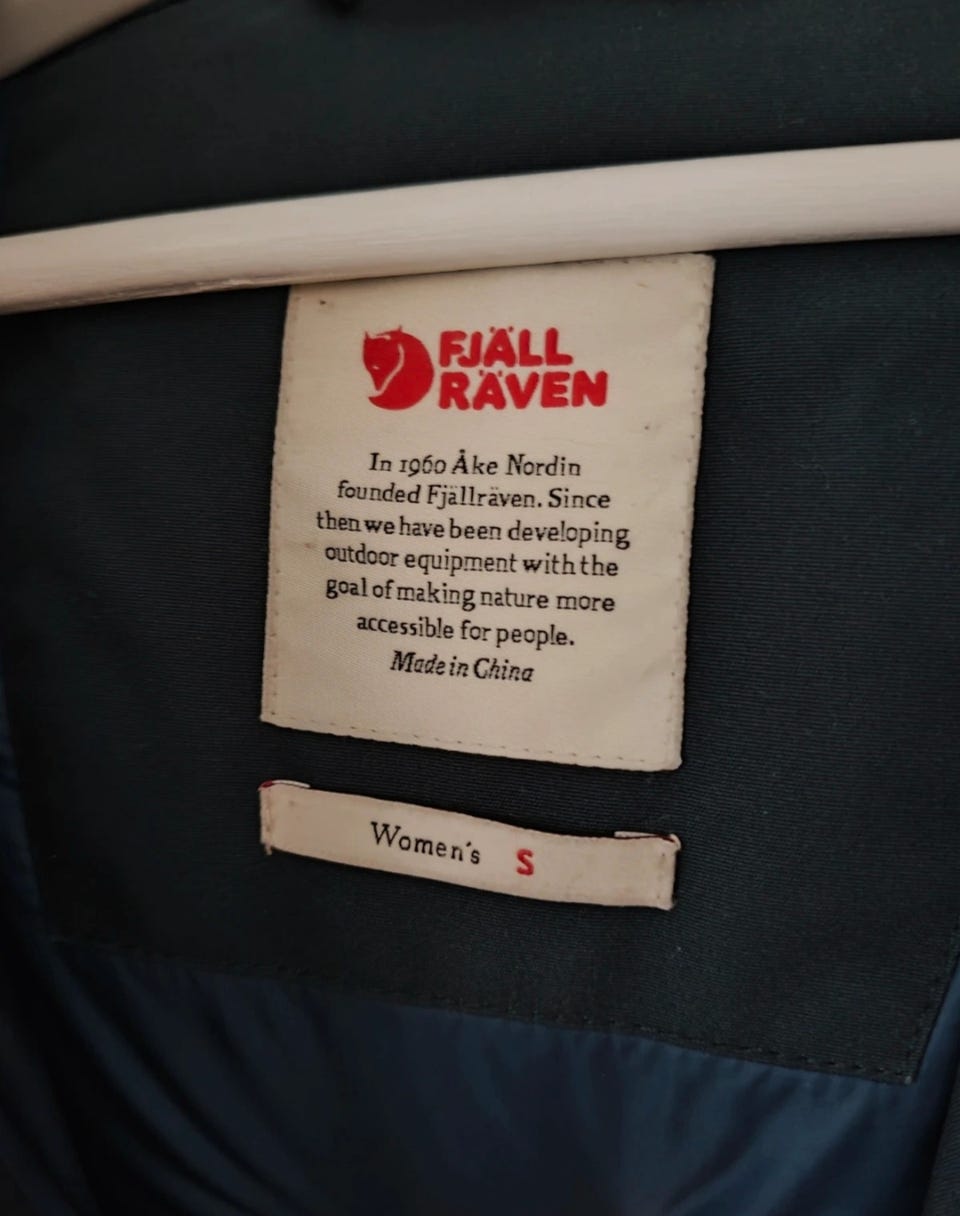 FJÄLL
RÄVEN
In 1960 Åke Nordin
founded Fjällräven. Since
then we have been developing
outdoor equipment with the
goal of making nature more
accessible for people.
Made in China
Women's S